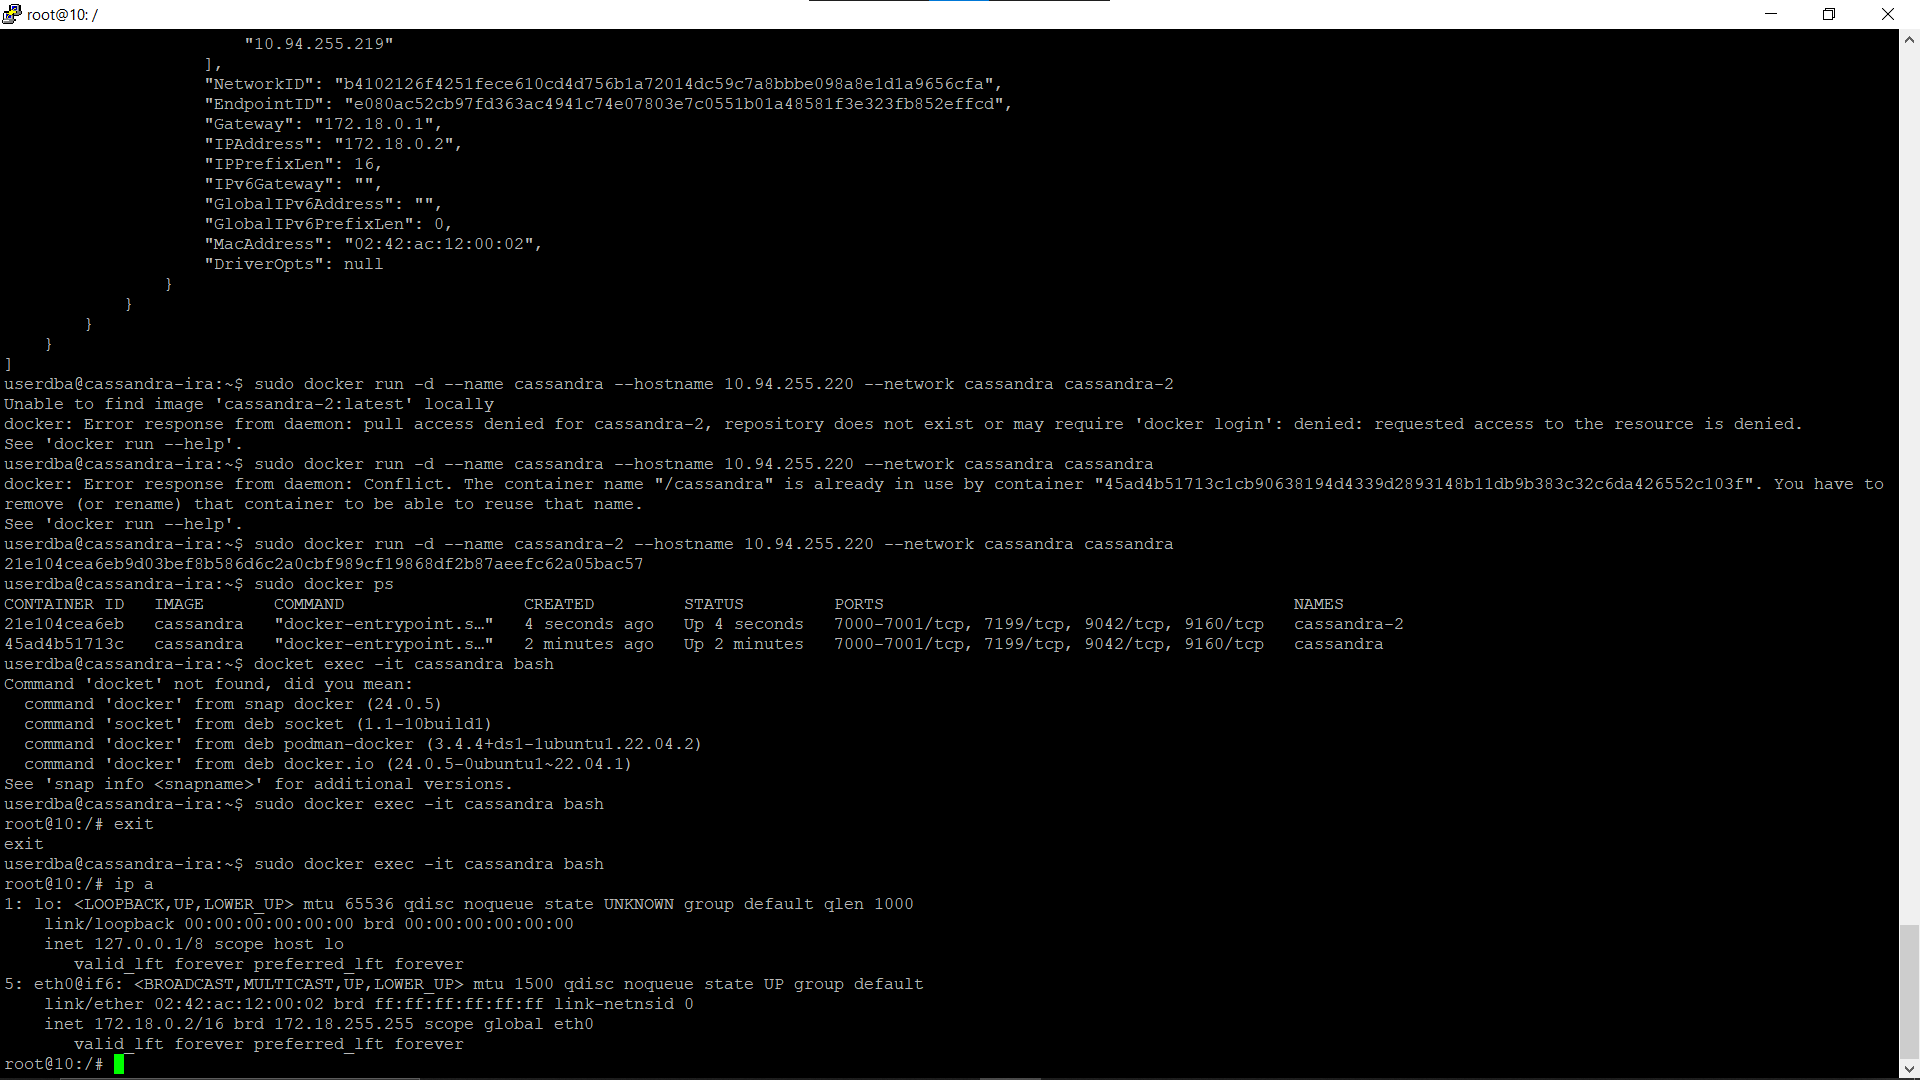 root@10: /
"10.94.255.219"
],
"NetworkID": "b4102126f4251fece610cd4d756b1a72014dc59c7a8bbbe098a8e1d1a9656cfa",
"EndpointID": "e080ac52cb97fd363ac4941c74e07803e7c0551b01a48581f3e323fb852effcd",
"Gateway": "172.18.0.1",
"IPAddress": "172.18.0.2",
"IPPrefixLen": 16,
"IPv6Gateway": "",
"GlobalIPv6Address": "",
"GlobalIPv6PrefixLen": 0,
"MacAddress": "02:42:ac:12:00:02",
"DriverOpts": null
}
}
}
}
]
userdba@cassandra-ira:~$ sudo docker run -d --name cassandra --hostname 10.94.255.220 --network cassandra cassandra-2
Unable to find image 'cassandra-2:latest' locally
docker: Error response from daemon: pull access denied for cassandra-2, repository does not exist or may require 'docker login': denied: requested access to the resource is denied.
See 'docker run --help'.
userdba@cassandra-ira:~$ sudo docker run -d --name cassandra --hostname 10.94.255.220 --network cassandra cassandra
docker: Error response from daemon: Conflict. The container name "/cassandra" is already in use by container "45ad4b51713c1cb90638194d4339d2893148b11db9b383c32c6da426552c103f". You have to
remove (or rename) that container to be able to reuse that name.
See 'docker run --help'.
userdba@cassandra-ira:~$ sudo docker run -d --name cassandra-2 --hostname 10.94.255.220 --network cassandra cassandra
21e104cea6eb9d03bef8b586d6c2a0cbf989cf19868df2b87aeefc62a05bac57
userdba@cassandra-ira:~$ sudo docker ps
CONTAINER ID   IMAGE       COMMAND                  CREATED         STATUS         PORTS                                         NAMES
21e104cea6eb   cassandra   "docker-entrypoint.s…"   4 seconds ago   Up 4 seconds   7000-7001/tcp, 7199/tcp, 9042/tcp, 9160/tcp   cassandra-2
45ad4b51713c   cassandra   "docker-entrypoint.s…"   2 minutes ago   Up 2 minutes   7000-7001/tcp, 7199/tcp, 9042/tcp, 9160/tcp   cassandra
userdba@cassandra-ira:~$ docket exec -it cassandra bash
Command 'docket' not found, did you mean:
command 'docker' from snap docker (24.0.5)
command 'socket' from deb socket (1.1-10build1)
command 'docker' from deb podman-docker (3.4.4+ds1-1ubuntu1.22.04.2)
command 'docker' from deb docker.io (24.0.5-0ubuntu1~22.04.1)
See 'snap info <snapname>' for additional versions.
userdba@cassandra-ira:~$ sudo docker exec -it cassandra bash
root@10:/# exit
exit
userdba@cassandra-ira:~$ sudo docker exec -it cassandra bash
root@10:/# ip a
1: lo: <LOOPBACK,UP,LOWER_UP> mtu 65536 qdisc noqueue state UNKNOWN group default qlen 1000
link/loopback 00:00:00:00:00:00 brd 00:00:00:00:00:00
inet 127.0.0.1/8 scope host lo
valid_lft forever preferred_lft forever
5: eth0@if6: <BROADCAST,MULTICAST,UP,LOWER_UP> mtu 1500 qdisc noqueue state UP group default
link/ether 02:42:ac:12:00:02 brd ff:ff:ff:ff:ff:ff link-netnsid 0
inet 172.18.0.2/16 brd 172.18.255.255 scope global eth0
valid_lft forever preferred_lft forever
root@10:/#